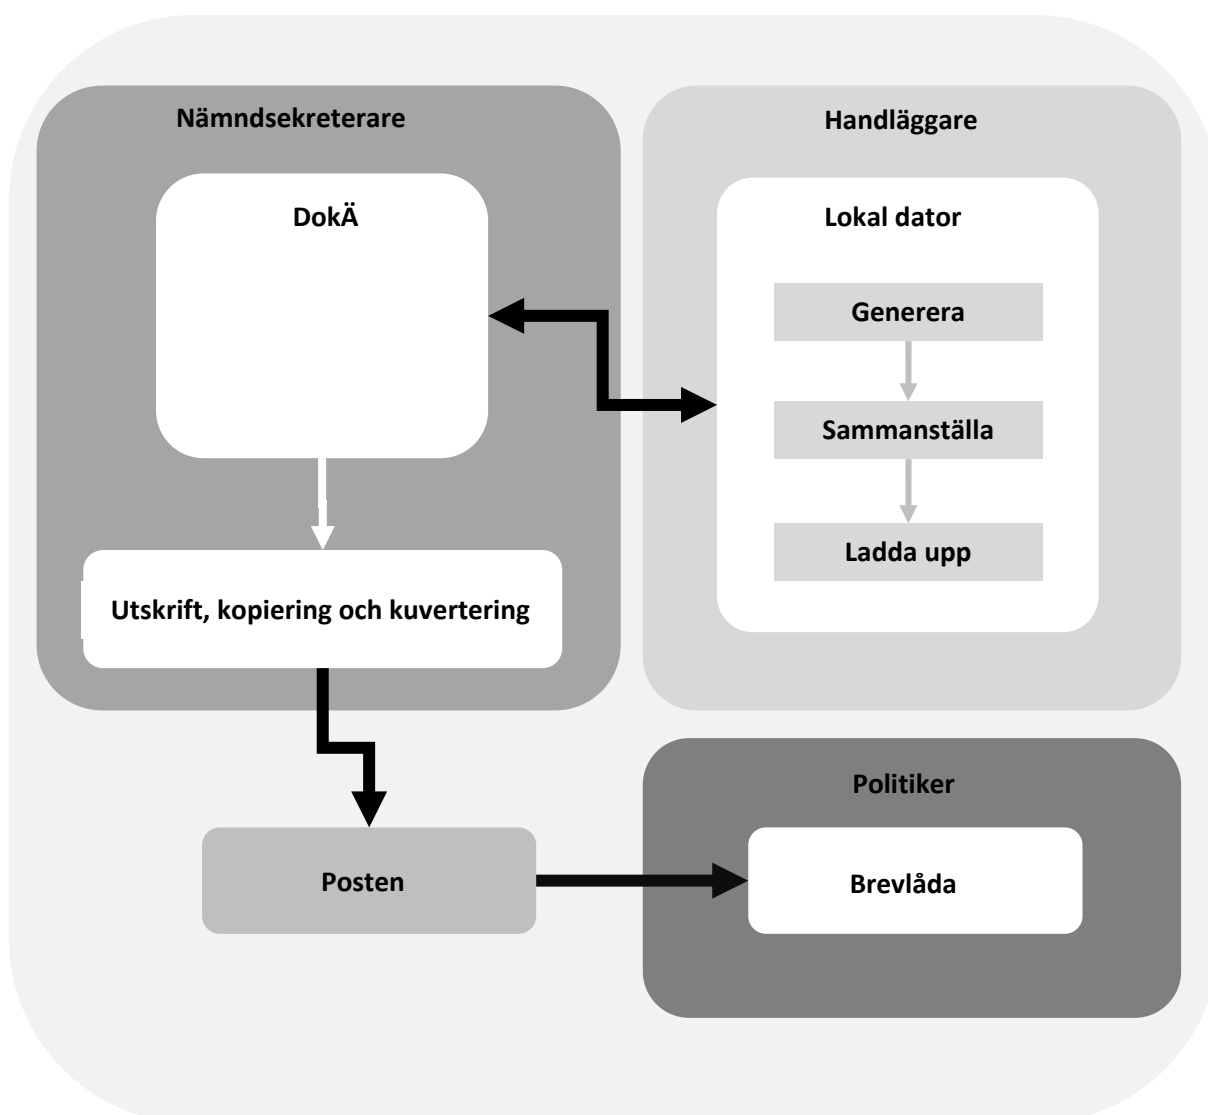 Nämndsekreterare
DokÄ
Utskrift, kopiering och kuvertering
Handläggare
Lokal dator
Generera
Sammanställa
Ladda upp
Posten
Politiker
Brevlåda